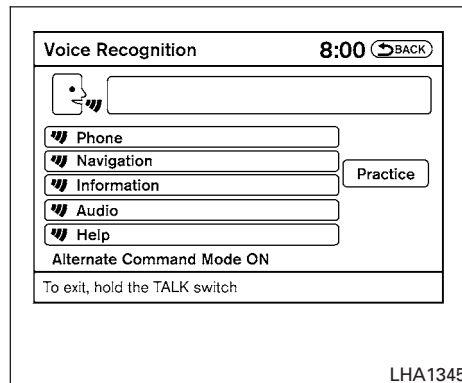 Voice Recognition 8:00 BACK
Phone
Navigation
Information
Practice
Audio
Help
Alternate Command Mode ON
To exit, hold the TALK switch
LHA1345